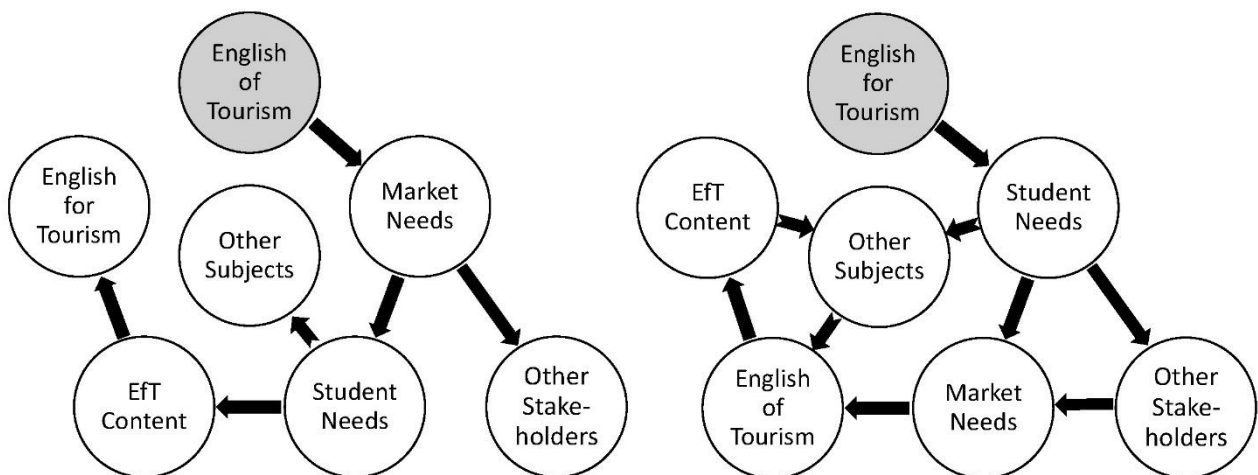 English
of
Tourism
Market
Needs
English
for
Tourism
Other
Subjects
EfT
Content
Student
Needs
Other
Stake-
holders
English
for
Tourism
Student
Needs
EfT
Content
Other
Subjects
English
of
Tourism
Market
Needs
Other
Stake-
holders